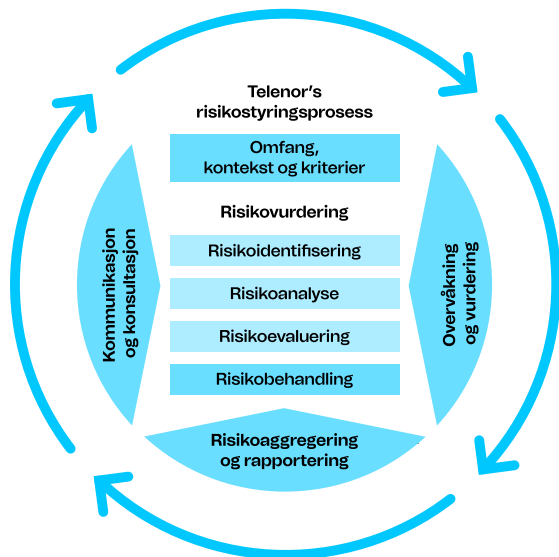 Telenor’s
risikostyringsprosess
Omfang,
kontekst og kriterier
Risikovurdering
Risikoidentifisering
Risikoanalyse
Risikoevaluering
Risikobehandling
Kommunikasjon
og konsultasjon
Overvåkning
og vurdering
Risikoaggregering
og rapportering